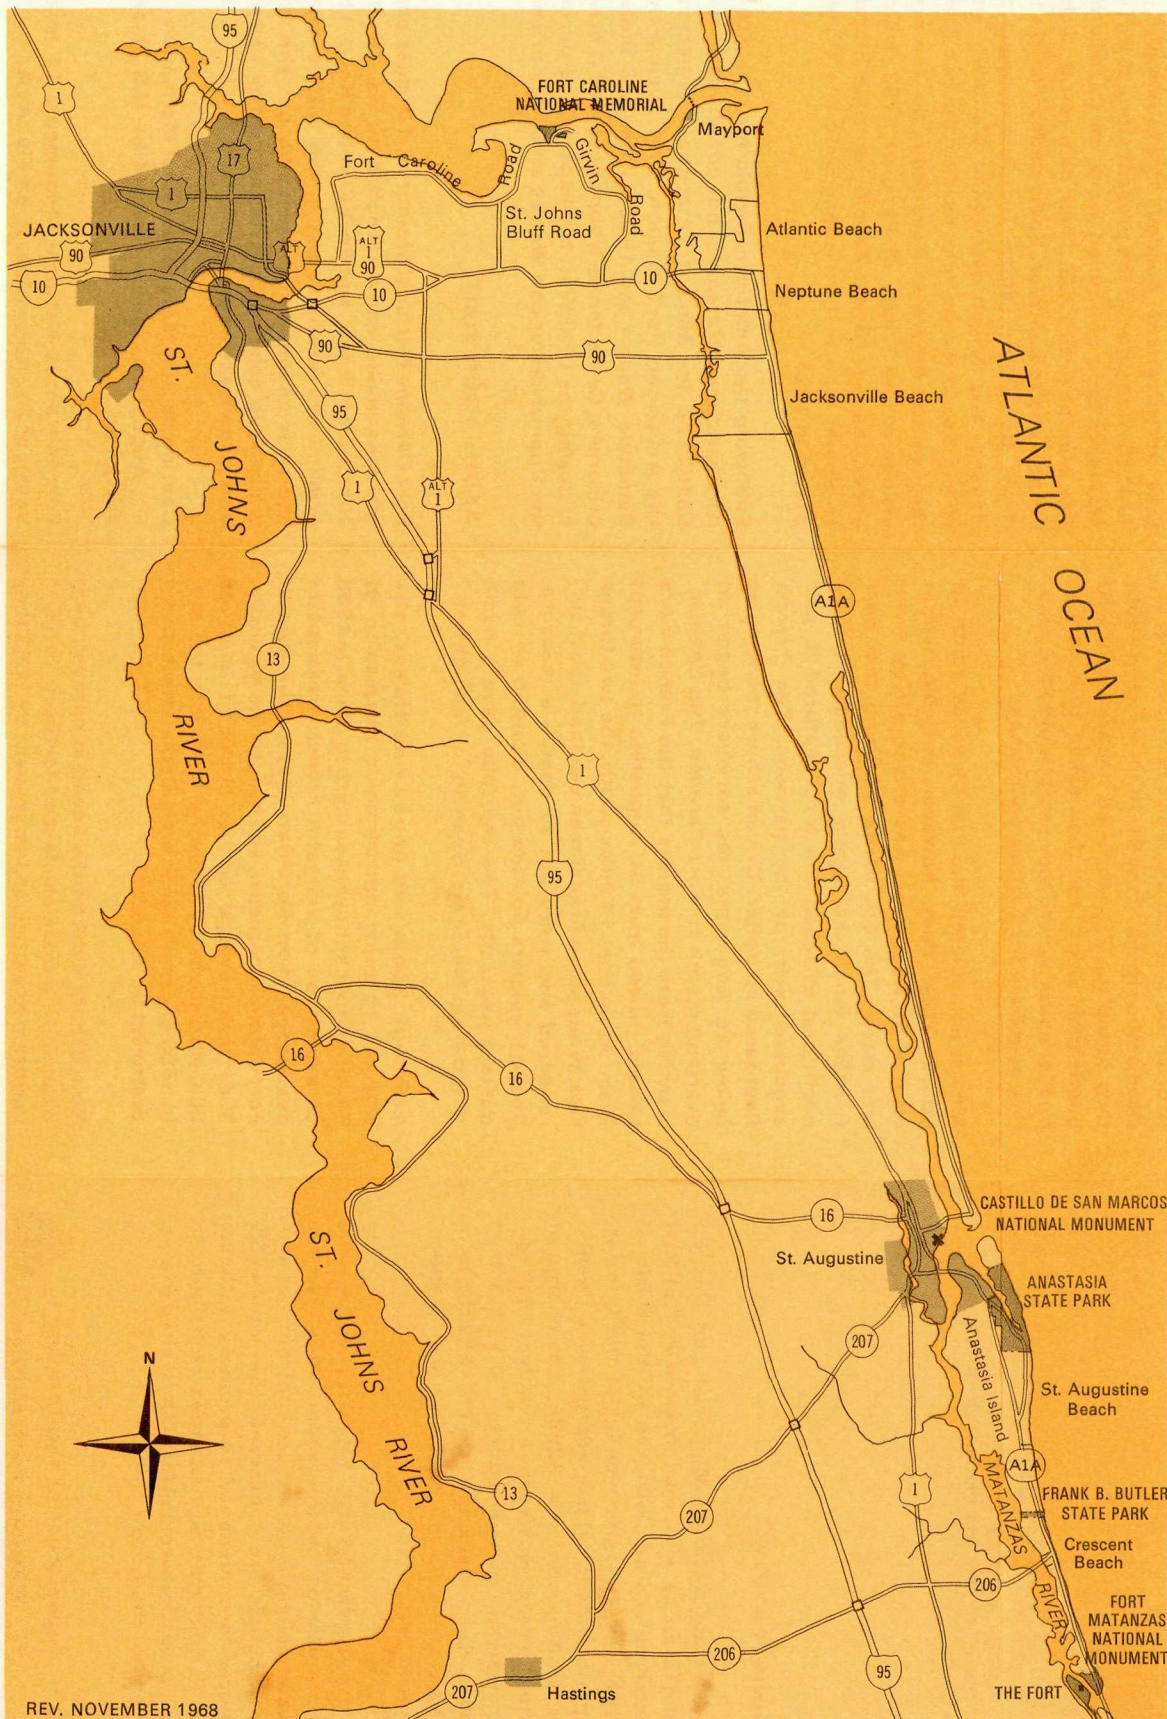 95
1
FORT CAROLINE
NATIONAL MEMORIAL
Mayport
17
Fort Caroline Road
Girvin Road
1
St. Johns
Bluff Road
JACKSONVILLE
Atlantic Beach
90
ALT
ALT
1
90
10
10
10
Neptune Beach
90
90
ST. JOHNS RIVER
ATLANTIC OCEAN
Jacksonville Beach
95
1
ALT
1
A1A
13
1
95
16
16
CASTILLO DE SAN MARCOS
NATIONAL MONUMENT
16
St. Augustine
ANASTASIA
STATE PARK
ST. JOHNS RIVER
207
Anastasia Island
N
St. Augustine
Beach
A1A
MATANZAS RIVER
13
1
FRANK B. BUTLER
STATE PARK
207
Crescent
Beach
206
FORT
MATANZAS
NATIONAL
MONUMENT
206
95
207
Hastings
THE FORT
REV. NOVEMBER 1968